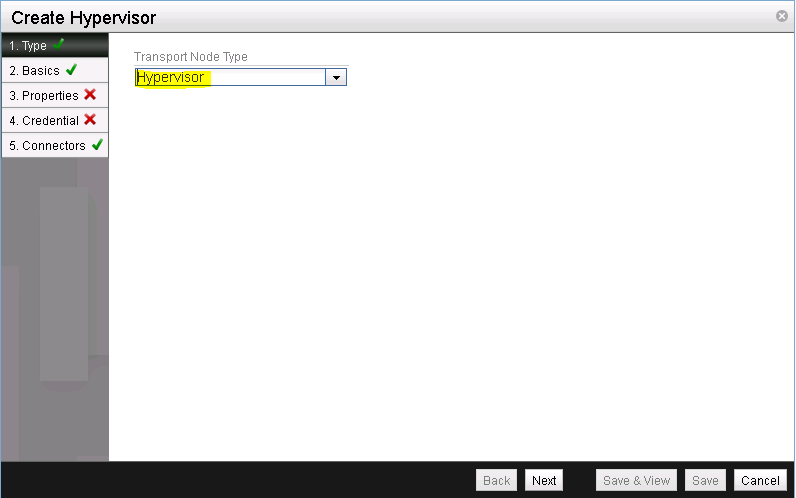 Create Hypervisor
1. Type
2. Basics
3. Properties
4. Credential
5. Connectors
Transport Node Type
Hypervisor
Back
Next
Save & View
Save
Cancel